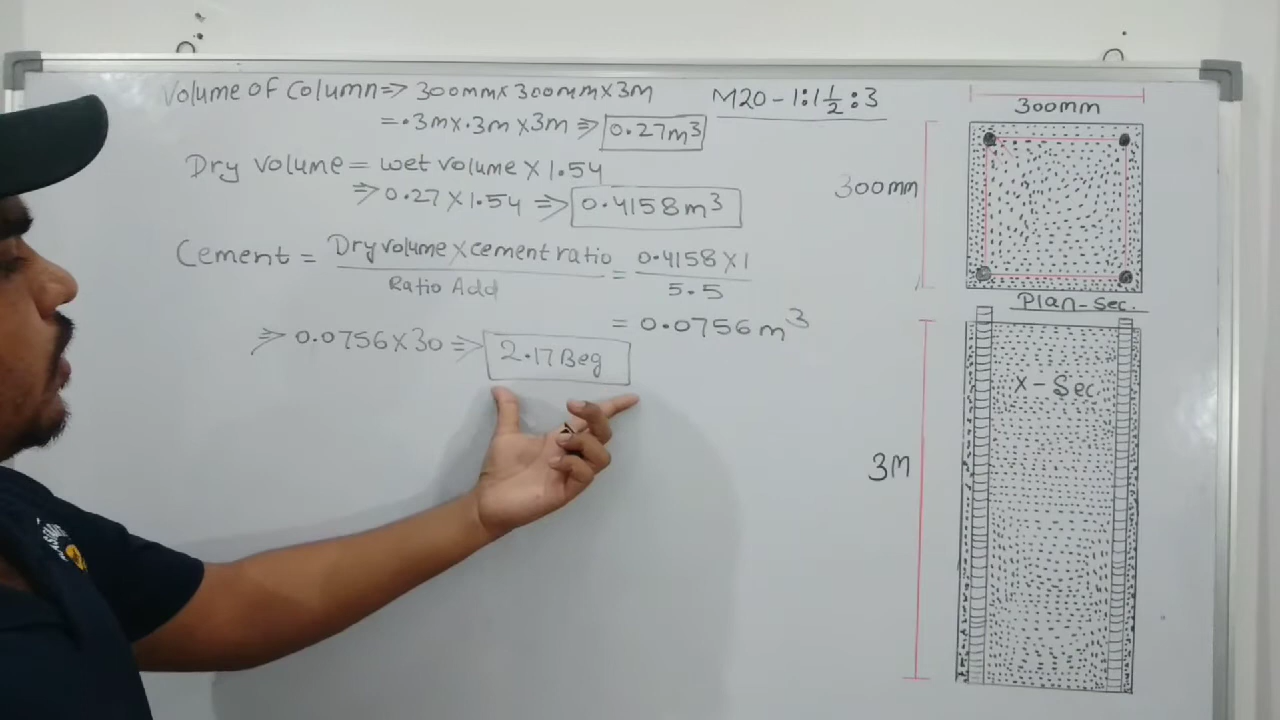 Volume of Column => 300mm x 300mm x 3M
= .3m x .3m x 3m => 0.27m³
Dry volume = wet volume x 1.54
=> 0.27 x 1.54 => 0.4158m³
Cement = Dry volume x cement ratio / Ratio Add = 0.4158 x 1 / 5.5
= 0.0756m³
=> 0.0756 x 30 => 2.17 Beg
M20 - 1:1½:3
300mm
300mm
Plan-Sec.
X-Sec
3M